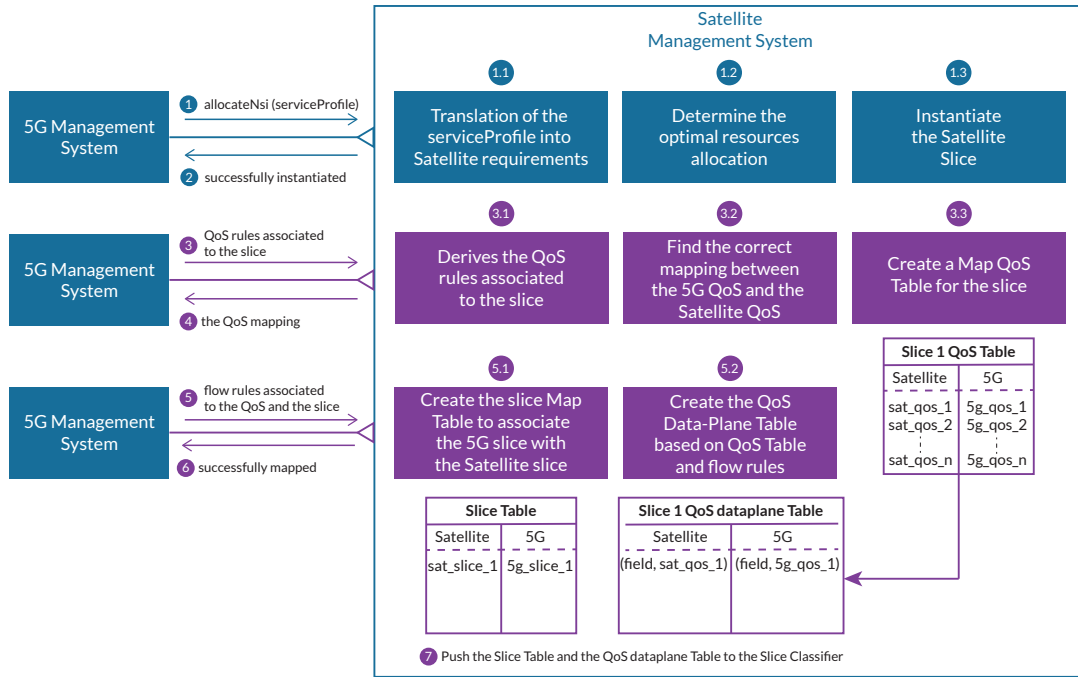 Satellite
Management System
1.1
1.2
1.3
5G Management
System
1 allocateNsi (serviceProfile)
2 successfully instantiated
Translation of the
serviceProfile into
Satellite requirements
Determine the
optimal resources
allocation
Instantiate
the Satellite
Slice
3.1
3.2
3.3
5G Management
System
3 QoS rules associated
to the slice
4 the QoS mapping
Derives the QoS
rules associated
to the slice
Find the correct
mapping between
the 5G QoS and the
Satellite QoS
Create a Map QoS
Table for the slice
Slice 1 QoS Table
Satellite 5G
sat_qos_1 5g_qos_1
sat_qos_2 5g_qos_2
sat_qos_n 5g_qos_n
5.1
5.2
5G Management
System
5 flow rules associated
to the QoS and the slice
6 successfully mapped
Create the slice Map
Table to associate
the 5G slice with
the Satellite slice
Create the QoS
Data-Plane Table
based on QoS Table
and flow rules
Slice Table
Satellite 5G
sat_slice_1 5g_slice_1
Slice 1 QoS dataplane Table
Satellite 5G
(field, sat_qos_1) (field, 5g_qos_1)
7 Push the Slice Table and the QoS dataplane Table to the Slice Classifier